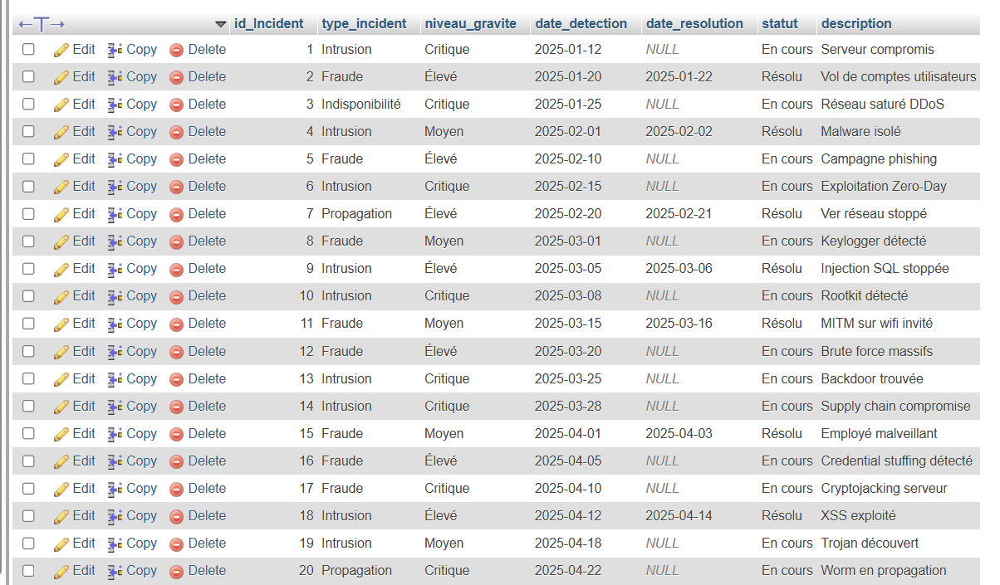 ←T→ id_Incident type_incident niveau_gravite date_detection date_resolution statut description
Edit Copy Delete 1 Intrusion Critique 2025-01-12 NULL En cours Serveur compromis
Edit Copy Delete 2 Fraude Élevé 2025-01-20 2025-01-22 Résolu Vol de comptes utilisateurs
Edit Copy Delete 3 Indisponibilité Critique 2025-01-25 NULL En cours Réseau saturé DDoS
Edit Copy Delete 4 Intrusion Moyen 2025-02-01 2025-02-02 Résolu Malware isolé
Edit Copy Delete 5 Fraude Élevé 2025-02-10 NULL En cours Campagne phishing
Edit Copy Delete 6 Intrusion Critique 2025-02-15 NULL En cours Exploitation Zero-Day
Edit Copy Delete 7 Propagation Élevé 2025-02-20 2025-02-21 Résolu Ver réseau stoppé
Edit Copy Delete 8 Fraude Moyen 2025-03-01 NULL En cours Keylogger détecté
Edit Copy Delete 9 Intrusion Élevé 2025-03-05 2025-03-06 Résolu Injection SQL stoppée
Edit Copy Delete 10 Intrusion Critique 2025-03-08 NULL En cours Rootkit détecté
Edit Copy Delete 11 Fraude Moyen 2025-03-15 2025-03-16 Résolu MITM sur wifi invité
Edit Copy Delete 12 Fraude Élevé 2025-03-20 NULL En cours Brute force massifs
Edit Copy Delete 13 Intrusion Critique 2025-03-25 NULL En cours Backdoor trouvée
Edit Copy Delete 14 Intrusion Critique 2025-03-28 NULL En cours Supply chain compromise
Edit Copy Delete 15 Fraude Moyen 2025-04-01 2025-04-03 Résolu Employé malveillant
Edit Copy Delete 16 Fraude Élevé 2025-04-05 NULL En cours Credential stuffing détecté
Edit Copy Delete 17 Fraude Critique 2025-04-10 NULL En cours Cryptojacking serveur
Edit Copy Delete 18 Intrusion Élevé 2025-04-12 2025-04-14 Résolu XSS exploité
Edit Copy Delete 19 Intrusion Moyen 2025-04-18 NULL En cours Trojan découvert
Edit Copy Delete 20 Propagation Critique 2025-04-22 NULL En cours Worm en propagation